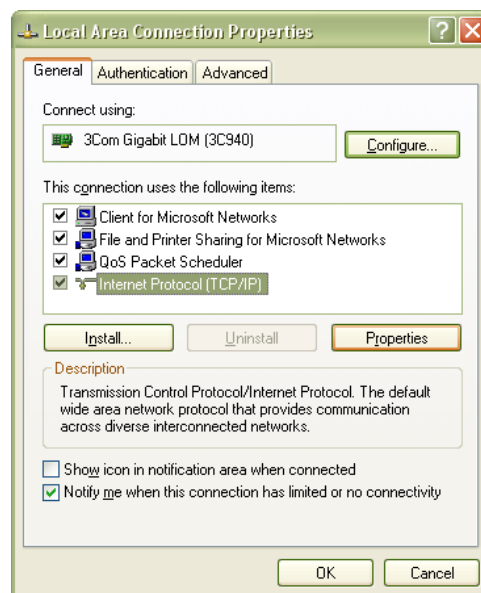 Local Area Connection Properties
General Authentication Advanced
Connect using:
3Com Gigabit LOM (3C940)
Configure...
This connection uses the following items:
Client for Microsoft Networks
File and Printer Sharing for Microsoft Networks
QoS Packet Scheduler
Internet Protocol (TCP/IP)
Install... Uninstall Properties
Description
Transmission Control Protocol/Internet Protocol. The default
wide area network protocol that provides communication
across diverse interconnected networks.
Show icon in notification area when connected
Notify me when this connection has limited or no connectivity
OK Cancel